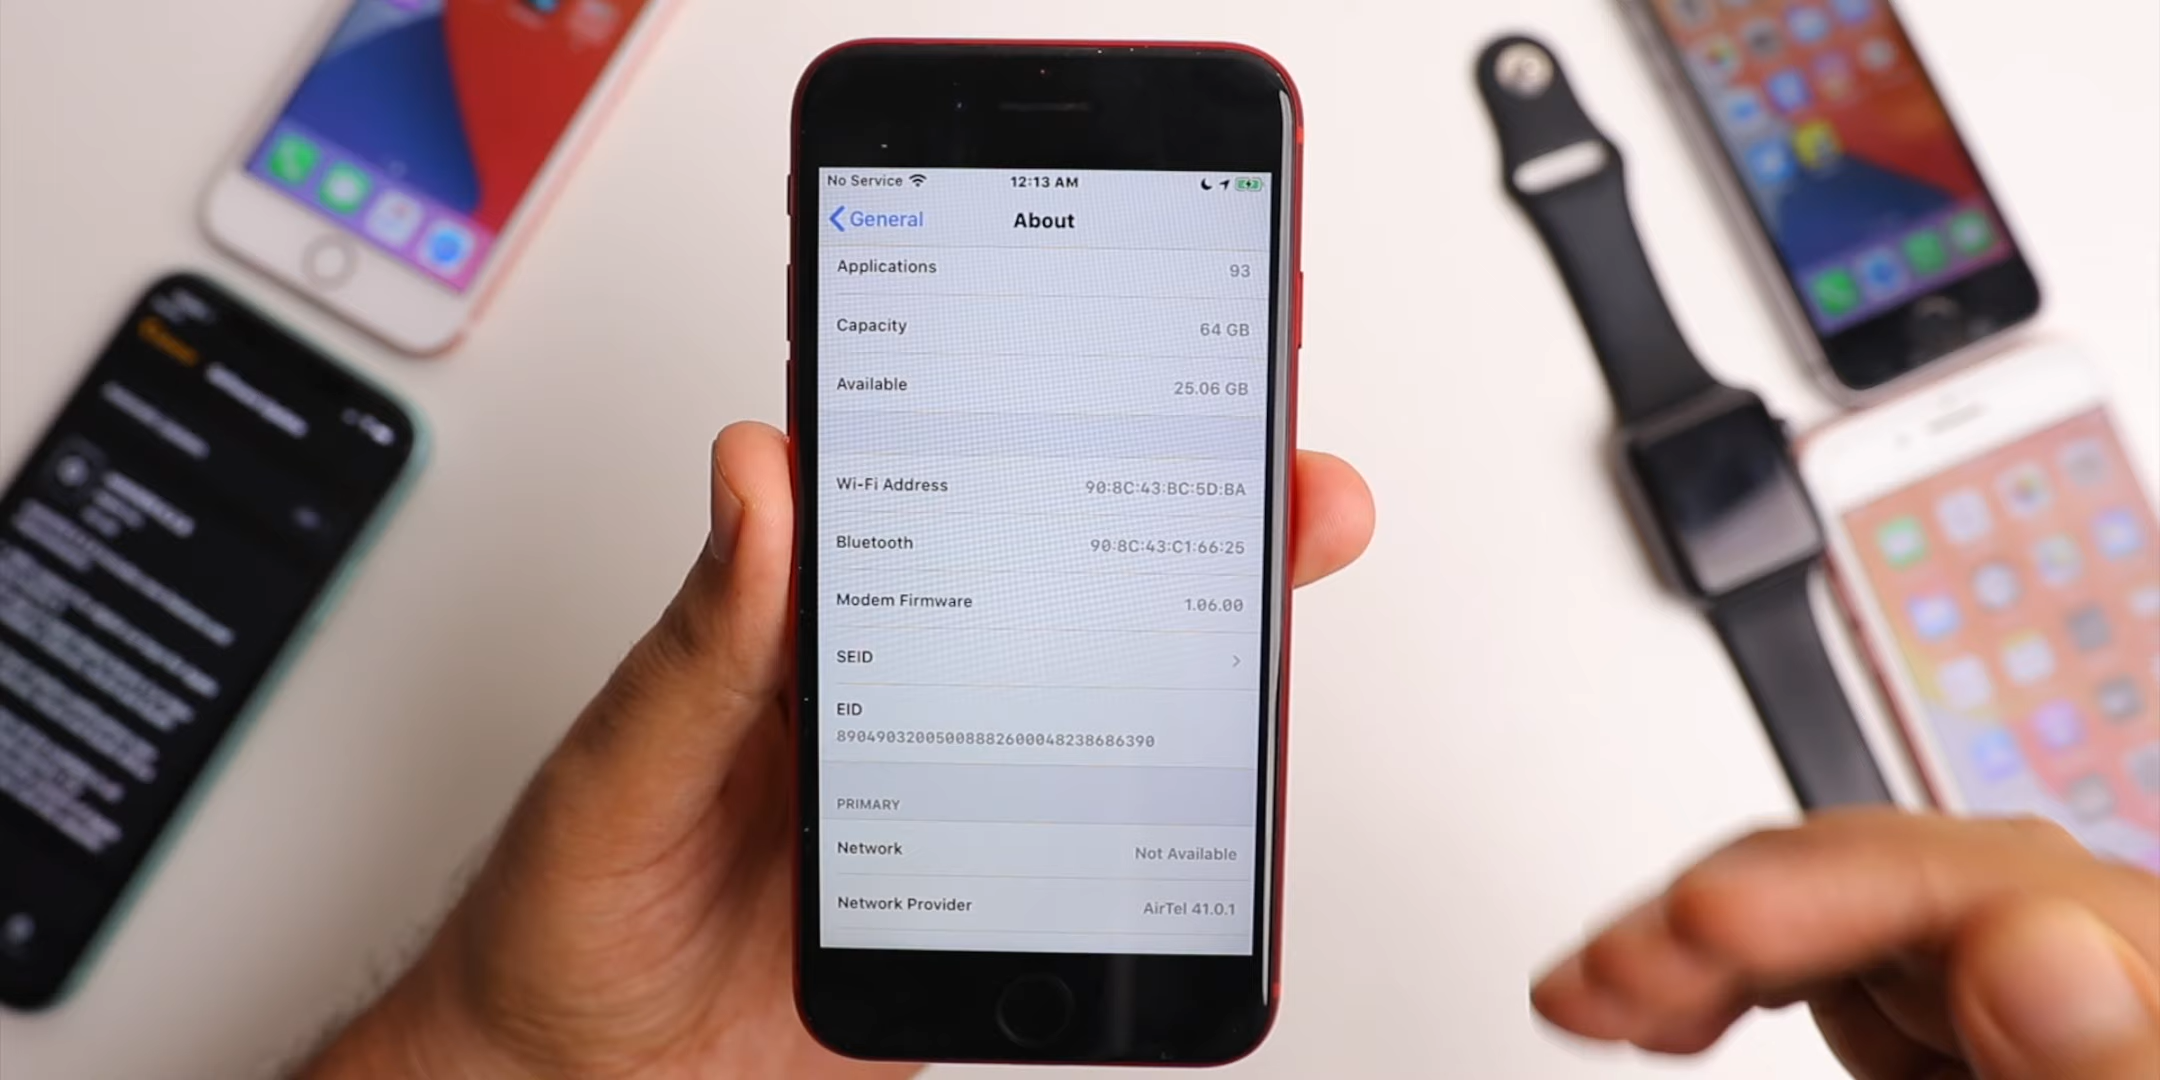 No Service 12:13 AM
General About
Applications 93
Capacity 64 GB
Available 25.06 GB
Wi-Fi Address 90:8C:43:BC:5D:BA
Bluetooth 90:8C:43:C1:66:25
Modem Firmware 1.06.00
SEID
EID
89049032005008882600048238686390
PRIMARY
Network Not Available
Network Provider AirTel 41.0.1